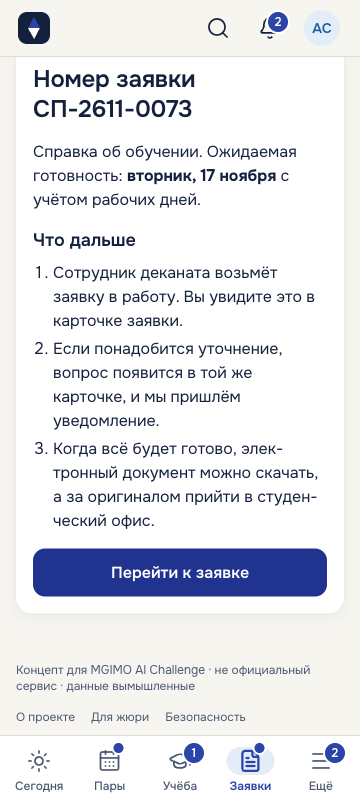 2
АС
Номер заявки
СП-2611-0073
Справка об обучении. Ожидаемая
готовность: вторник, 17 ноября с
учётом рабочих дней.
Что дальше
1. Сотрудник деканата возьмёт
заявку в работу. Вы увидите это в
карточке заявки.
2. Если понадобится уточнение,
вопрос появится в той же
карточке, и мы пришлём
уведомление.
3. Когда всё будет готово, элек-
тронный документ можно скачать,
а за оригиналом прийти в студен-
ческий офис.
Перейти к заявке
Концепт для MGIMO AI Challenge · не официальный
сервис · данные вымышленные
О проекте Для жюри Безопасность
1 2
Сегодня Пары Учёба Заявки Ещё